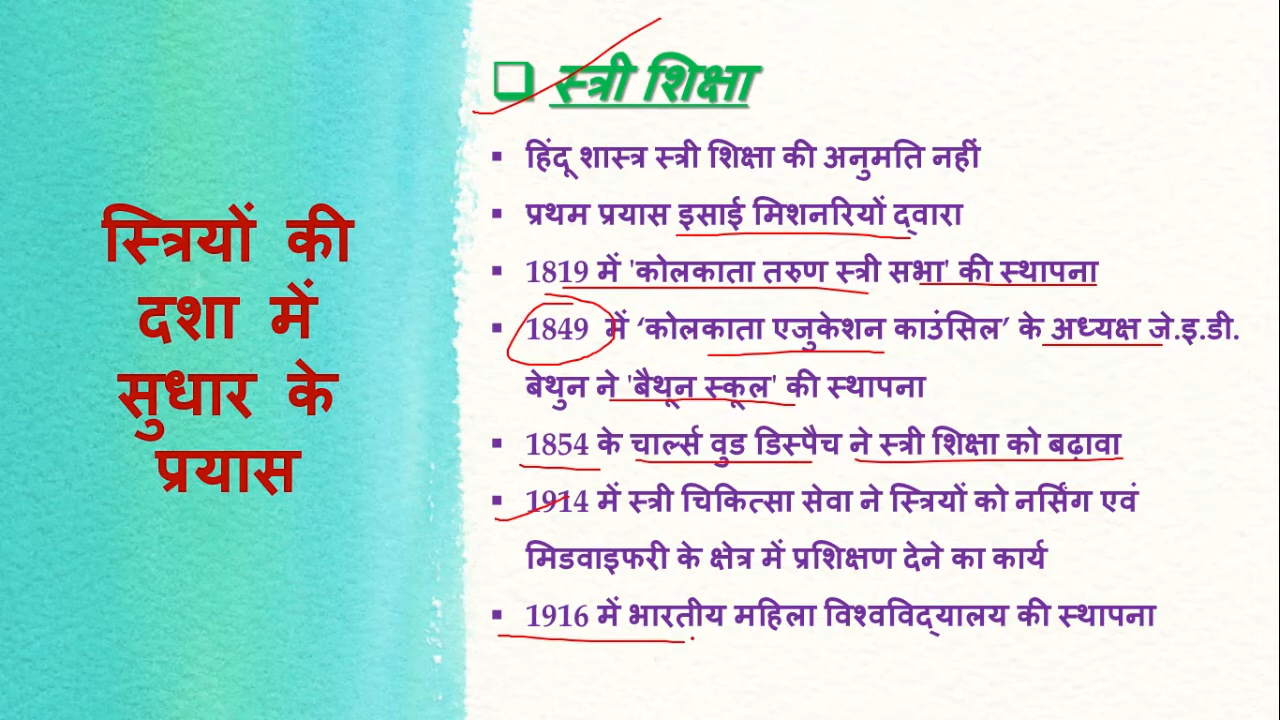 स्त्रियों की
दशा में
सुधार के
प्रयास
स्त्री शिक्षा
हिंदू शास्त्र स्त्री शिक्षा की अनुमति नहीं
प्रथम प्रयास इसाई मिशनरियों द्वारा
1819 में 'कोलकाता तरुण स्त्री सभा' की स्थापना
1849 में ‘कोलकाता एजुकेशन काउंसिल’ के अध्यक्ष जे.इ.डी.
बेथुन ने 'बैथून स्कूल' की स्थापना
1854 के चार्ल्स वुड डिस्पैच ने स्त्री शिक्षा को बढ़ावा
1914 में स्त्री चिकित्सा सेवा ने स्त्रियों को नर्सिंग एवं
मिडवाइफरी के क्षेत्र में प्रशिक्षण देने का कार्य
1916 में भारतीय महिला विश्वविद्यालय की स्थापना